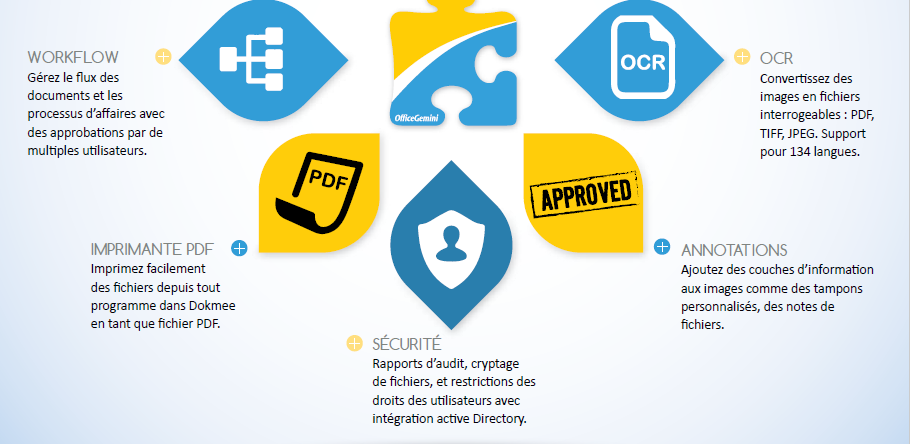 WORKFLOW
Gérez le flux des
documents et les
processus d'affaires avec
des approbations par de
multiples utilisateurs.
OfficeGemini
OCR
OCR
Convertissez des
images en fichiers
interrogeables : PDF,
TIFF, JPEG. Support
pour 134 langues.
PDF
APPROVED
IMPRIMANTE PDF
Imprimez facilement
des fichiers depuis tout
programme dans Dokmee
en tant que fichier PDF.
ANNOTATIONS
Ajoutez des couches d'information
aux images comme des tampons
personnalisés, des notes de
fichiers.
SÉCURITÉ
Rapports d'audit, cryptage
de fichiers, et restrictions des
droits des utilisateurs avec
intégration active Directory.